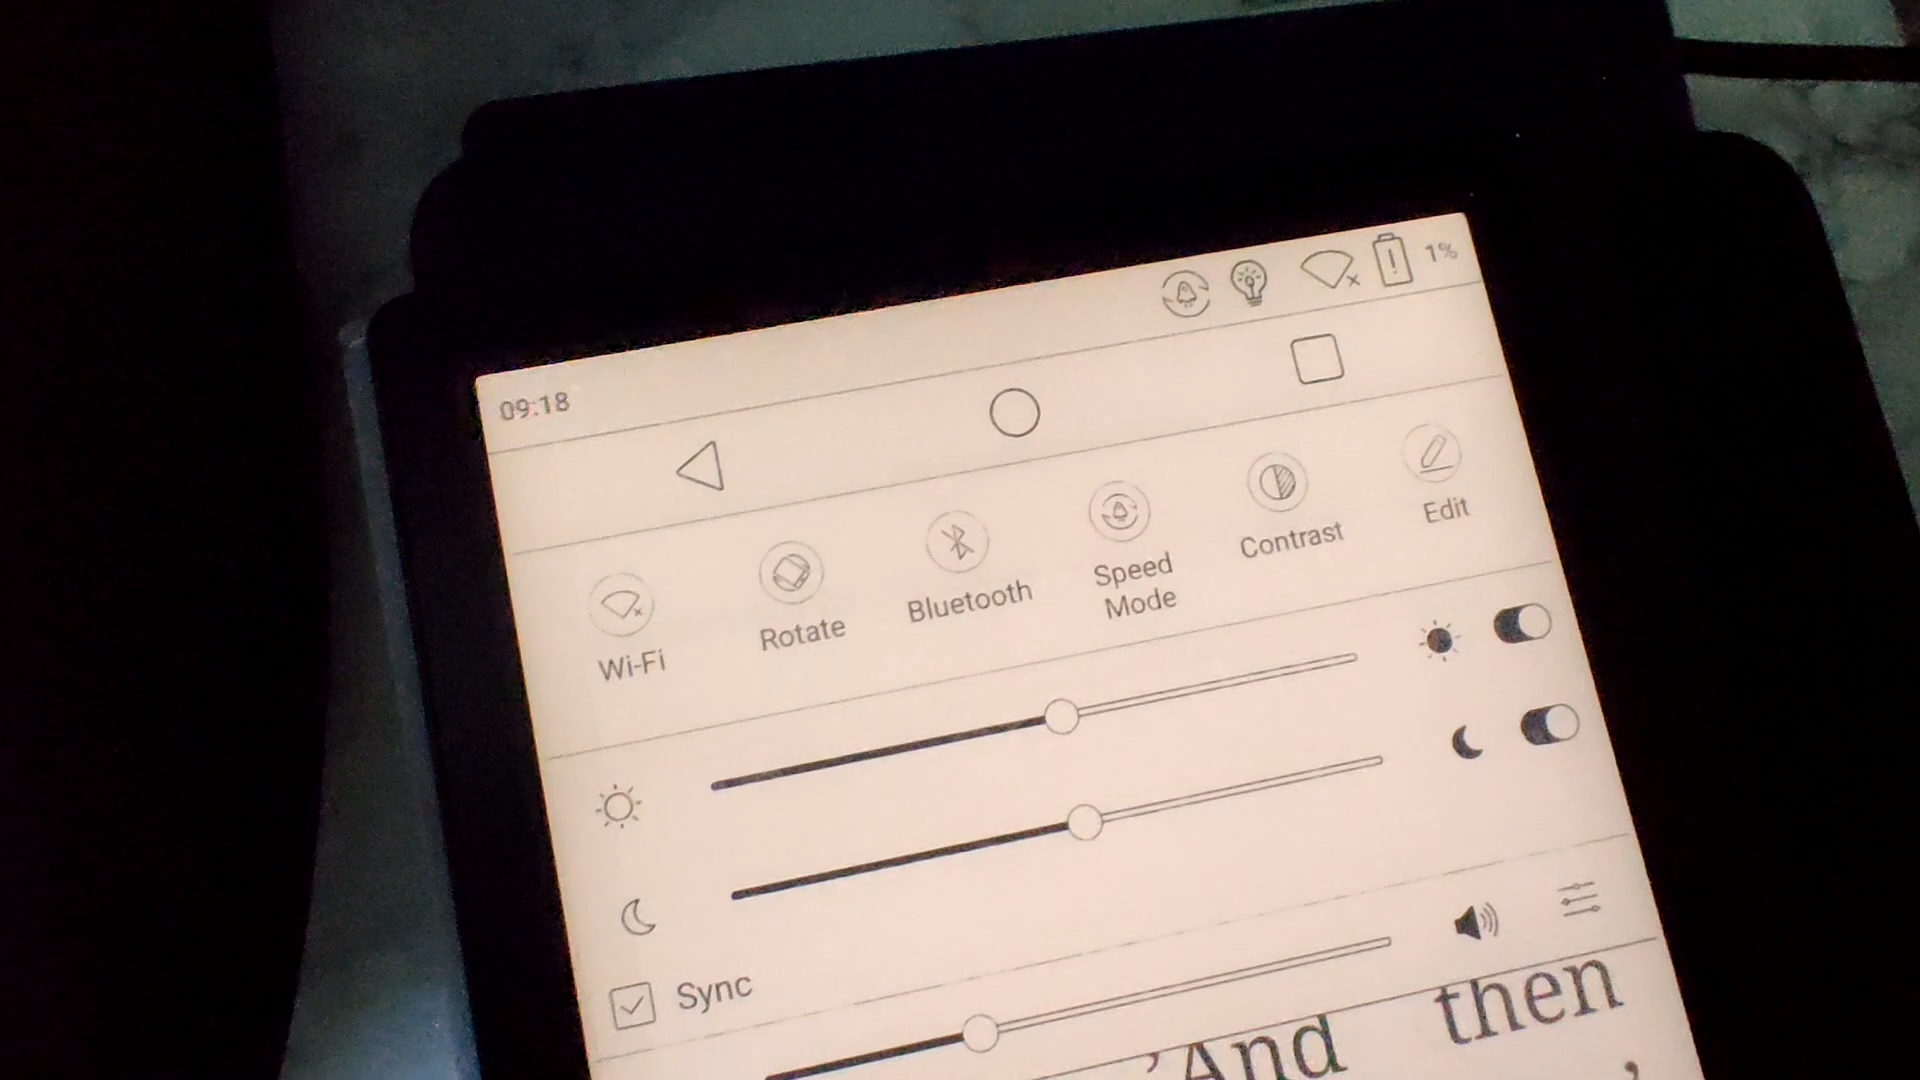 09:18
1%
Wi-Fi
Rotate
Bluetooth
Speed
Mode
Contrast
Edit
Sync
’And then